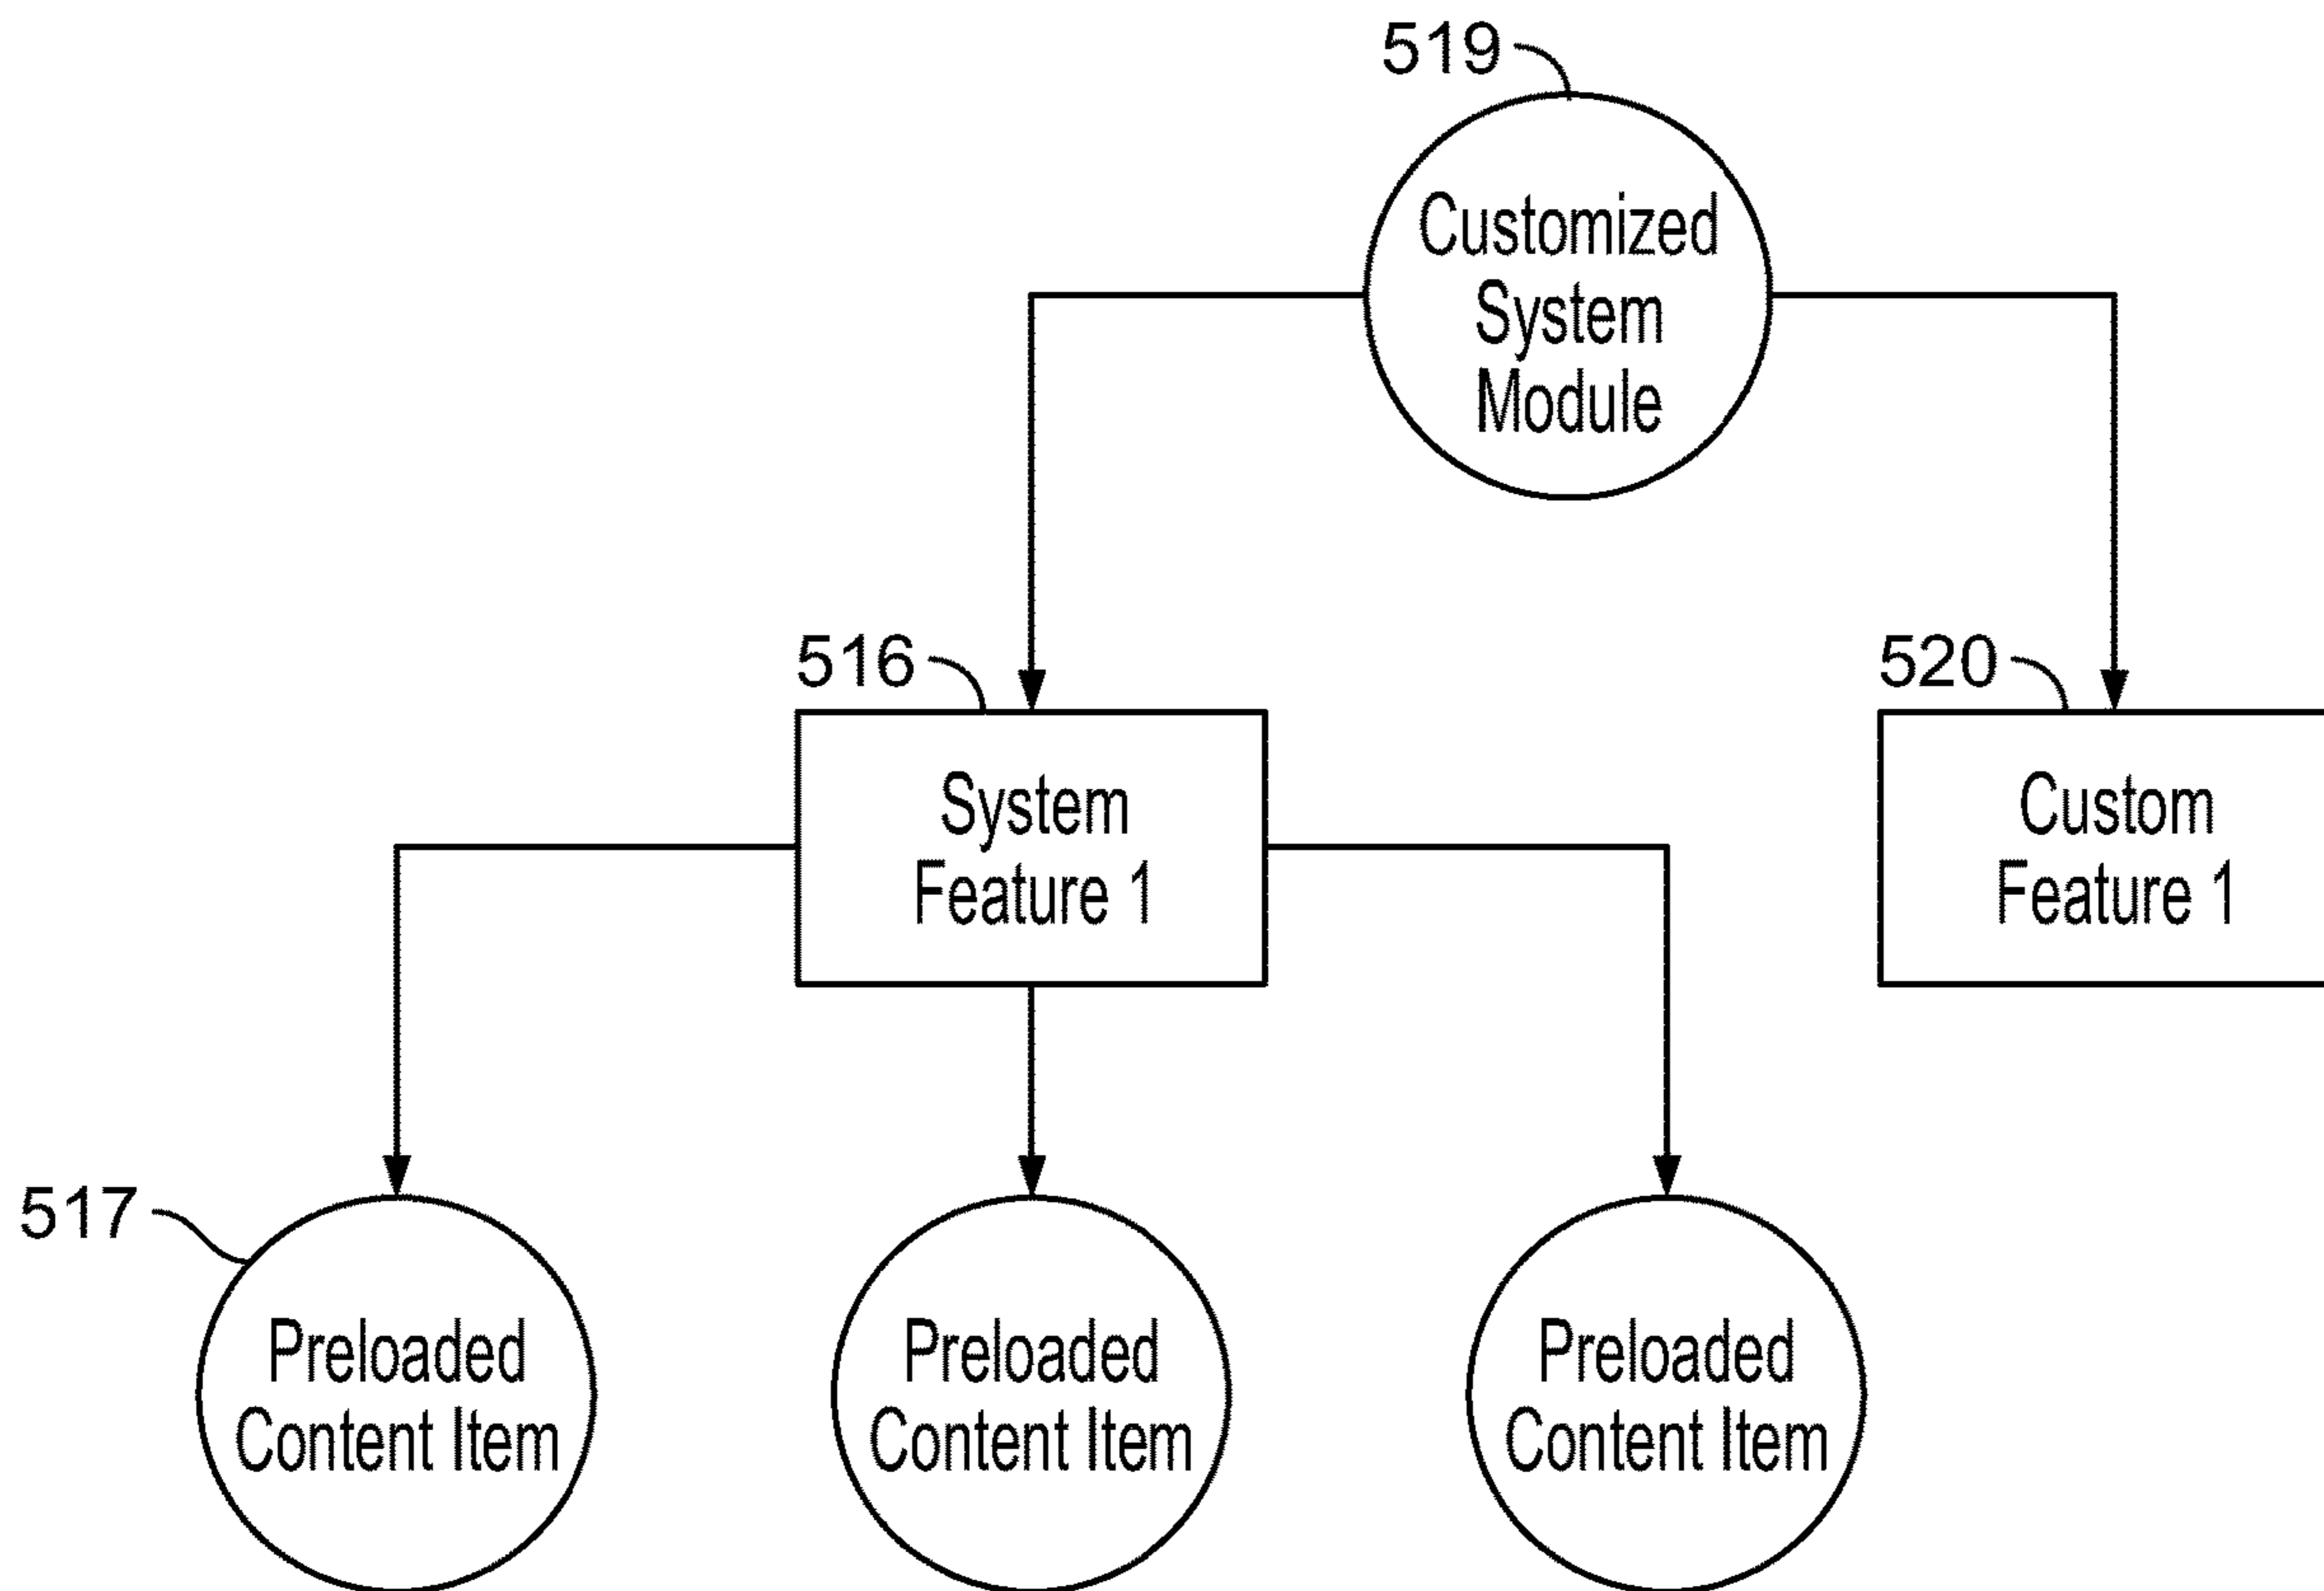 519
Customized
System
Module
516
System
Feature 1
520
Custom
Feature 1
517
Preloaded
Content Item
Preloaded
Content Item
Preloaded
Content Item